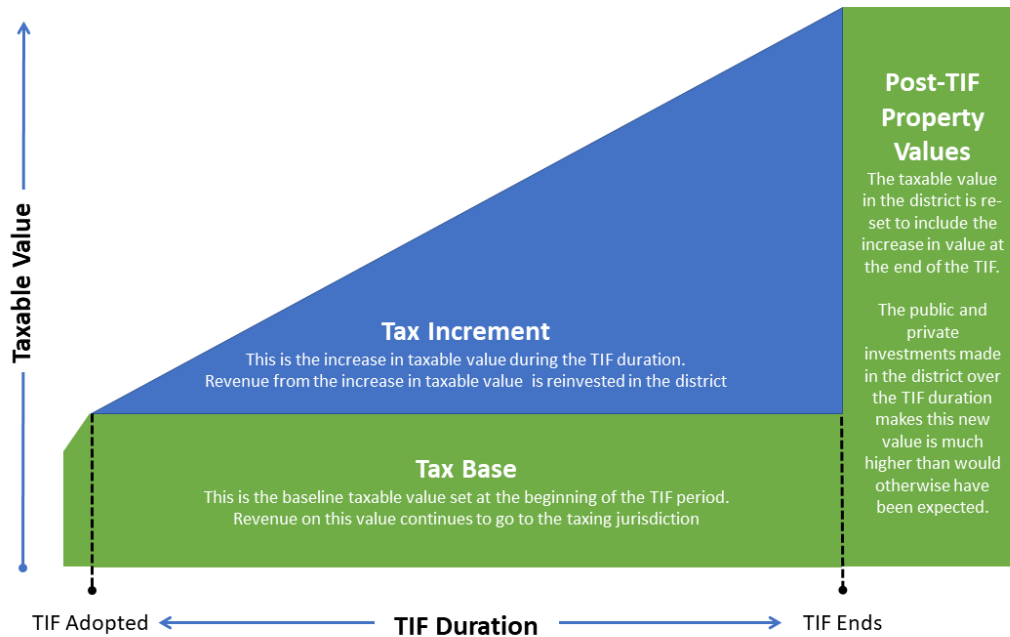 Taxable Value
Post-TIF
Property
Values
The taxable value
in the district is re-
set to include the
increase in value at
the end of the TIF.
The public and
private
investments made
in the district over
the TIF duration
makes this new
value is much
higher than would
otherwise have
been expected.
Tax Increment
This is the increase in taxable value during the TIF duration.
Revenue from the increase in taxable value  is reinvested in the district
Tax Base
This is the baseline taxable value set at the beginning of the TIF period.
Revenue on this value continues to go to the taxing jurisdiction
TIF Adopted
TIF Duration
TIF Ends